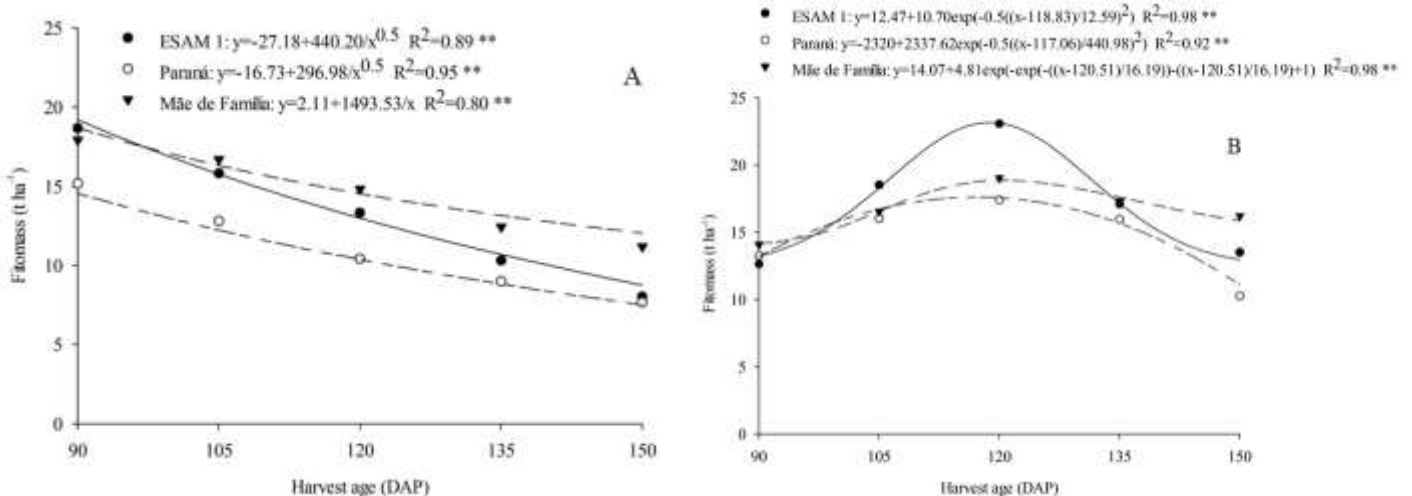 ESAM 1: y=-27.18+440.20/x^0.5 R²=0.89 **
Paraná: y=-16.73+296.98/x^0.5 R²=0.95 **
Mãe de Família: y=2.11+1493.53/x R²=0.80 **
A
25
20
15
10
5
0
Fitomass (t ha⁻¹)
90 105 120 135 150
Harvest age (DAP)
ESAM 1: y=12.47+10.70exp(-0.5((x-118.83)/12.59)²) R²=0.98 **
Paraná: y=-2320+2337.62exp(-0.5((x-117.06)/440.98)²) R²=0.92 **
Mãe de Família: y=14.07+4.81exp(-exp(-((x-120.51)/16.19))-((x-120.51)/16.19)+1) R²=0.98 **
B
25
20
15
10
5
0
Fitomass (t ha⁻¹)
90 105 120 135 150
Harvest age (DAP)